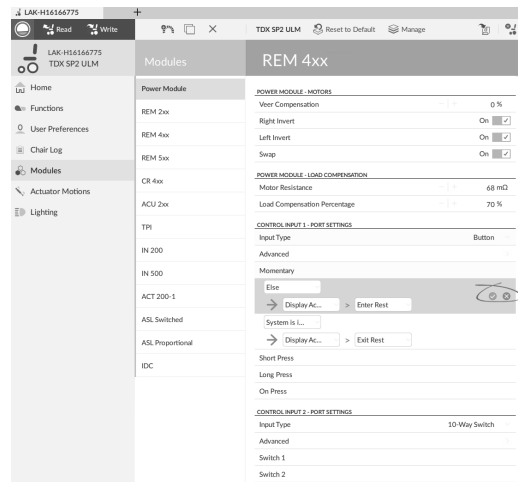 LAK-H16166775
Read
Write
TDX SP2 ULM
Reset to Default
Manage
LAK-H16166775
TDX SP2 ULM
Home
Functions
User Preferences
Chair Log
Modules
Actuator Motions
Lighting
Modules
Power Module
REM 2xx
REM 4xx
REM 5xx
CR 4xx
ACU 2xx
TPI
IN 200
IN 500
ACT 200-1
ASL Switched
ASL Proportional
IDC
REM 4xx
POWER MODULE - MOTORS
Veer Compensation - + 0 %
Right Invert On
Left Invert On
Swap On
POWER MODULE - LOAD COMPENSATION
Motor Resistance - + 68 mΩ
Load Compensation Percentage - + 70 %
CONTROL INPUT 1 - PORT SETTINGS
Input Type Button
Advanced
Momentary
Else
Display Ac... > Enter Rest
System is i...
Display Ac... > Exit Rest
Short Press
Long Press
On Press
CONTROL INPUT 2 - PORT SETTINGS
Input Type 10-Way Switch
Advanced
Switch 1
Switch 2